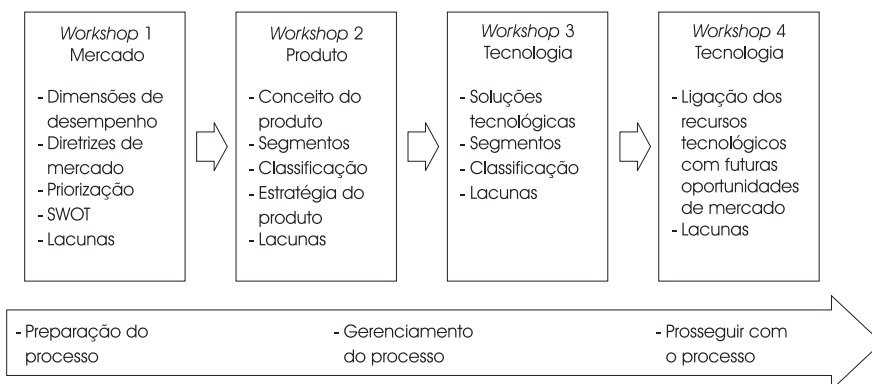 Workshop 1
Mercado
- Dimensões de
desempenho
- Diretrizes de
mercado
- Priorização
- SWOT
- Lacunas
Workshop 2
Produto
- Conceito do
produto
- Segmentos
- Classificação
- Estratégia do
produto
- Lacunas
Workshop 3
Tecnologia
- Soluções
tecnológicas
- Segmentos
- Classificação
- Lacunas
Workshop 4
Tecnologia
- Ligação dos
recursos
tecnológicos
com futuras
oportunidades
de mercado
- Lacunas
- Preparação do
processo
- Gerenciamento
do processo
- Prosseguir com
o processo